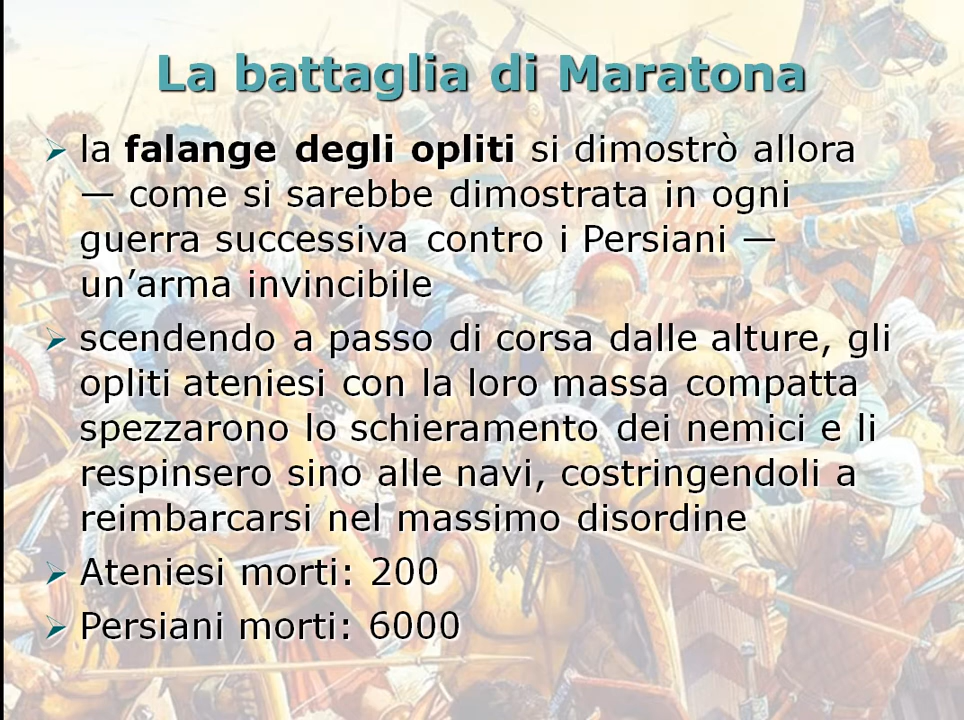 La battaglia di Maratona
➢ la falange degli opliti si dimostrò allora
— come si sarebbe dimostrata in ogni
guerra successiva contro i Persiani —
un’arma invincibile
➢ scendendo a passo di corsa dalle alture, gli
opliti ateniesi con la loro massa compatta
spezzarono lo schieramento dei nemici e li
respinsero sino alle navi, costringendoli a
reimbarcarsi nel massimo disordine
➢ Ateniesi morti: 200
➢ Persiani morti: 6000